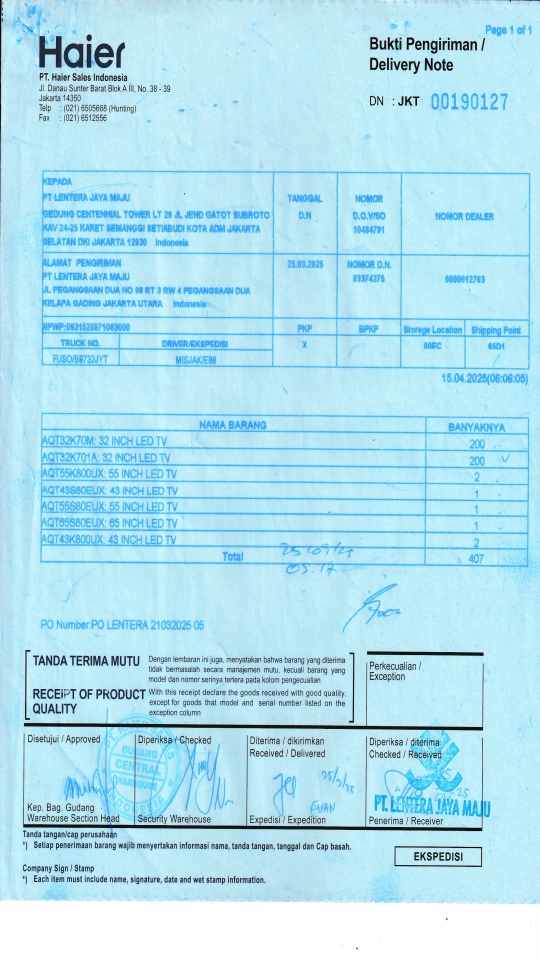 Page 1 of 1
Haier
Bukti Pengiriman /
Delivery Note
PT. Haier Sales Indonesia
Jl. Danau Sunter Barat Blok A III, No. 38 - 39
Jakarta 14350
Telp : (021) 6505668 (Hunting)
Fax : (021) 6512556
DN : JKT 00190127
KEPADA
PT LENTERA JAYA MAJU
GEDUNG CENTENNIAL TOWER LT 29 JL JEND GATOT SUBROTO
KAV 24-25 KARET SEMANGGI SETIABUDI KOTA ADM JAKARTA
SELATAN DKI JAKARTA 12930 Indonesia
TANGGAL
D.N
NOMOR
D.O.V/SO
10484791
NOMOR DEALER
ALAMAT PENGIRIMAN
PT LENTERA JAYA MAJU
JL PEGANGSAAN DUA NO 98 RT 3 RW 4 PEGANGSAAN DUA
KELAPA GADING JAKARTA UTARA Indonesia
25.03.2025
NOMOR D.N.
83374275
8800612763
NPWP:0631528671063000
PKP
BPKP
Storege Location
Shipping Point
TRUCK NO.
DRIVER/EKSPEDISI
X
00EC
65D1
FUSO/B9732JYT
MISJAK/E98
15.04.2025(06:06:05)
NAMA BARANG
BANYAKNYA
AQT32K70M: 32 INCH LED TV 200
AQT32K701A: 32 INCH LED TV 200
AQT55K800UX: 55 INCH LED TV 2
AQT43S80EUX: 43 INCH LED TV 1
AQT55S80EUX: 55 INCH LED TV 1
AQT65S80EUX: 65 INCH LED TV 1
AQT43K800UX: 43 INCH LED TV 2
Total 407
PO Number:PO LENTERA 21032025 05
TANDA TERIMA MUTU
Dengan lembaran ini juga, menyatakan bahwa barang yang diterima
tidak bermasalah secara manajemen mutu, kecuali barang yang
model dan nomor serinya tertera pada kolom pengecualian
RECEIPT OF PRODUCT
QUALITY
With this receipt declare the goods received with good quality,
except for goods that model and serial number listed on the
exception column
Perkecualian /
Exception
Disetujui / Approved
Diperiksa / Checked
Diterima / dikirimkan
Received / Delivered
Diperiksa / diterima
Checked / Received
GUDANG
CENTRAL
WAREHOUSE
INDONESIA
EVAN
PT. LENTERA JAYA MAJU
Kep. Bag. Gudang
Warehouse Section Head
Security Warehouse
Expedisi / Expedition
Penerima / Receiver
Tanda tangan/cap perusahaan
*) Setiap penerimaan barang wajib menyertakan informasi nama, tanda tangan, tanggal dan Cap basah.
EKSPEDISI
Company Sign / Stamp
*) Each item must include name, signature, date and wet stamp information.